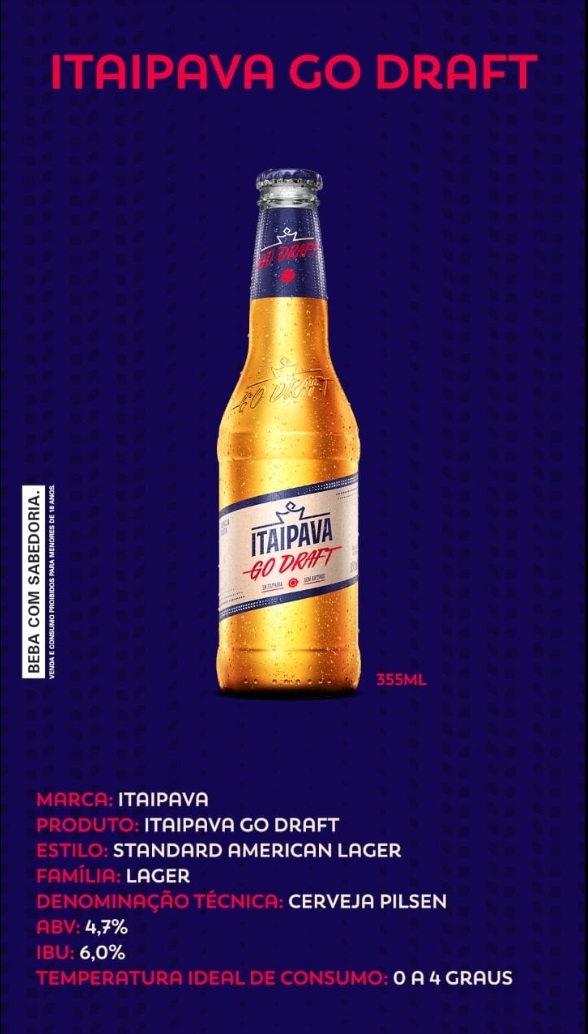 ITAIPAVA GO DRAFT
GO DRAFT
GO DRAFT
ITAIPAVA
GO DRAFT
355ML
BEBA COM SABEDORIA.
VENDA E CONSUMO PROIBIDOS PARA MENORES DE 18 ANOS.
MARCA: ITAIPAVA
PRODUTO: ITAIPAVA GO DRAFT
ESTILO: STANDARD AMERICAN LAGER
FAMÍLIA: LAGER
DENOMINAÇÃO TÉCNICA: CERVEJA PILSEN
ABV: 4,7%
IBU: 6,0%
TEMPERATURA IDEAL DE CONSUMO: 0 A 4 GRAUS